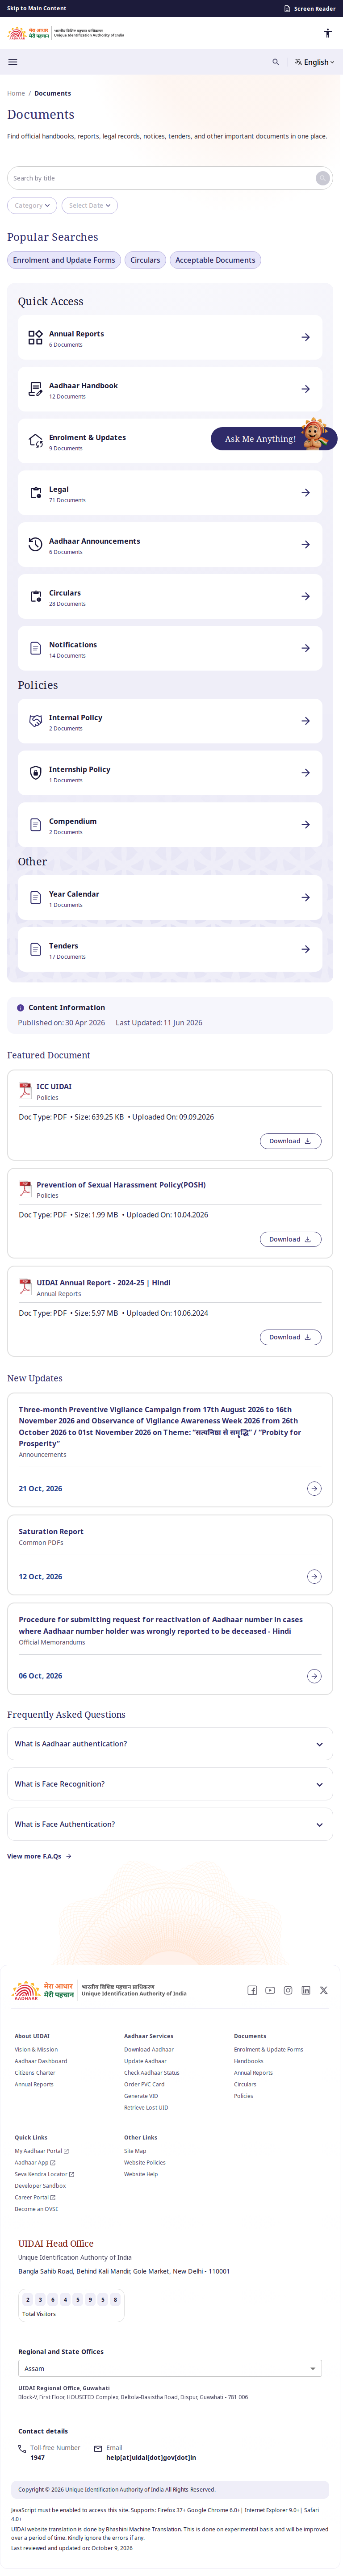 Skip to Main Content
Screen Reader
मेरा आधार
मेरी पहचान
AADHAAR
भारतीय विशिष्ट पहचान प्राधिकरण
Unique Identification Authority of India
English
Home / Documents
Documents
Find official handbooks, reports, legal records, notices, tenders, and other important documents in one place.
Search by title
Category
Select Date
Popular Searches
Enrolment and Update Forms
Circulars
Acceptable Documents
Quick Access
Annual Reports
6 Documents
Aadhaar Handbook
12 Documents
Enrolment & Updates
9 Documents
Ask Me Anything!
Legal
71 Documents
Aadhaar Announcements
6 Documents
Circulars
28 Documents
Notifications
14 Documents
Policies
Internal Policy
2 Documents
Internship Policy
1 Documents
Compendium
2 Documents
Other
Year Calendar
1 Documents
Tenders
17 Documents
Content Information
Published on: 30 Apr 2026 Last Updated: 11 Jun 2026
Featured Document
ICC UIDAI
Policies
Doc Type: PDF • Size: 639.25 KB • Uploaded On: 09.09.2026
Download
Prevention of Sexual Harassment Policy(POSH)
Policies
Doc Type: PDF • Size: 1.99 MB • Uploaded On: 10.04.2026
Download
UIDAI Annual Report - 2024-25 | Hindi
Annual Reports
Doc Type: PDF • Size: 5.97 MB • Uploaded On: 10.06.2024
Download
New Updates
Three-month Preventive Vigilance Campaign from 17th August 2026 to 16th
November 2026 and Observance of Vigilance Awareness Week 2026 from 26th
October 2026 to 01st November 2026 on Theme: "सत्यनिष्ठा से समृद्धि" / "Probity for
Prosperity"
Announcements
21 Oct, 2026
Saturation Report
Common PDFs
12 Oct, 2026
Procedure for submitting request for reactivation of Aadhaar number in cases
where Aadhaar number holder was wrongly reported to be deceased - Hindi
Official Memorandums
06 Oct, 2026
Frequently Asked Questions
What is Aadhaar authentication?
What is Face Recognition?
What is Face Authentication?
View more F.A.Qs
मेरा आधार
मेरी पहचान
AADHAAR
भारतीय विशिष्ट पहचान प्राधिकरण
Unique Identification Authority of India
About UIDAI
Vision & Mission
Aadhaar Dashboard
Citizens Charter
Annual Reports
Aadhaar Services
Download Aadhaar
Update Aadhaar
Check Aadhaar Status
Order PVC Card
Generate VID
Retrieve Lost UID
Documents
Enrolment & Update Forms
Handbooks
Annual Reports
Circulars
Policies
Quick Links
My Aadhaar Portal
Aadhaar App
Seva Kendra Locator
Developer Sandbox
Career Portal
Become an OVSE
Other Links
Site Map
Website Policies
Website Help
UIDAI Head Office
Unique Identification Authority of India
Bangla Sahib Road, Behind Kali Mandir, Gole Market, New Delhi - 110001
2 3 6 4 5 9 5 8
Total Visitors
Regional and State Offices
Assam
UIDAI Regional Office, Guwahati
Block-V, First Floor, HOUSEFED Complex, Beltola-Basistha Road, Dispur, Guwahati - 781 006
Contact details
Toll-free Number
1947
Email
help[at]uidai[dot]gov[dot]in
Copyright © 2026 Unique Identification Authority of India All Rights Reserved.
JavaScript must be enabled to access this site. Supports: Firefox 37+ Google Chrome 6.0+| Internet Explorer 9.0+| Safari
4.0+
UIDAI website translation is done by Bhashini Machine Translation. This is done on experimental basis and will be improved
over a period of time. Kindly ignore the errors if any.
Last reviewed and updated on: October 9, 2026